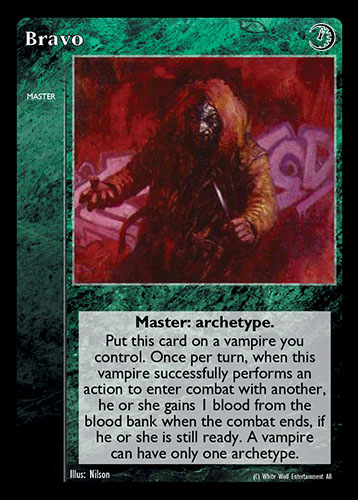 Bravo
MASTER
Master: archetype.
Put this card on a vampire you
control. Once per turn, when this
vampire successfully performs an
action to enter combat with another,
he or she gains 1 blood from the
blood bank when the combat ends, if
he or she is still ready. A vampire
can have only one archetype.
Illus: Nilson
(C) White Wolf Entertainment AB